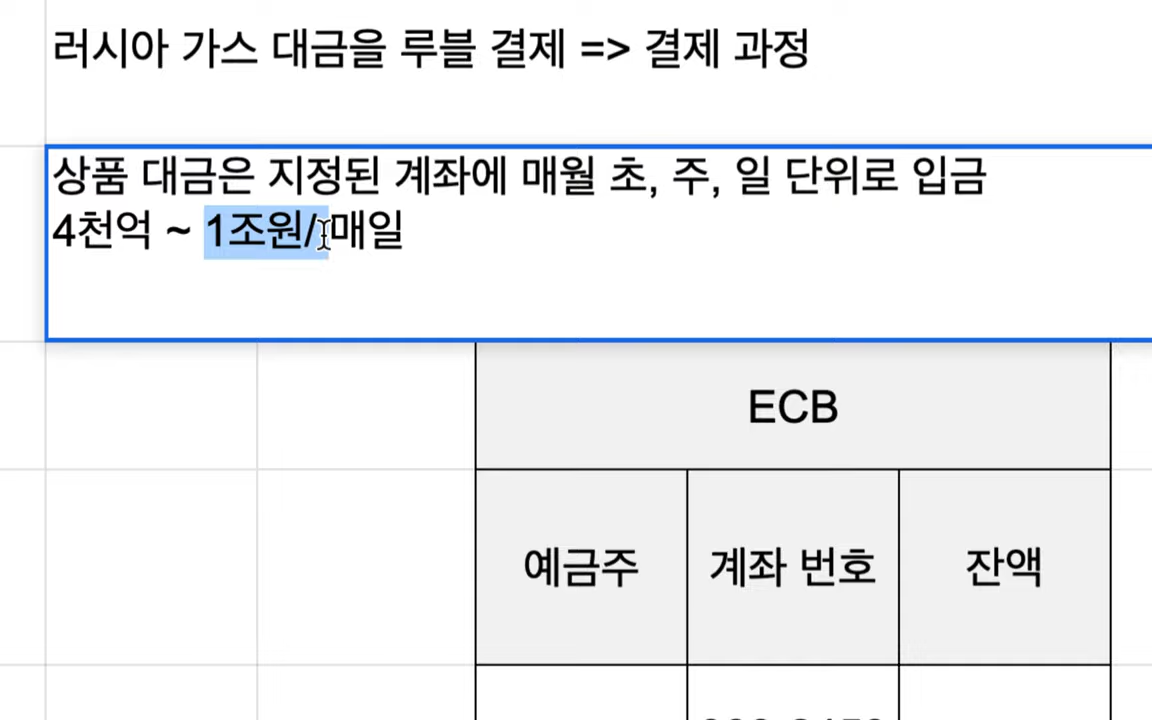 러시아 가스 대금을 루블 결제 => 결제 과정
상품 대금은 지정된 계좌에 매월 초, 주, 일 단위로 입금
4천억 ~ 1조원/ 매일
ECB
예금주 계좌 번호 잔액